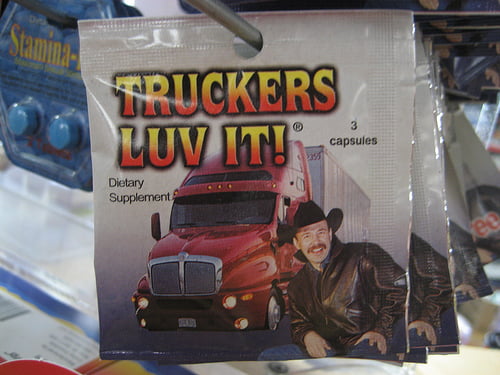 Stamina-
TRUCKERS
LUV IT!®
3
capsules
Dietary
Supplement